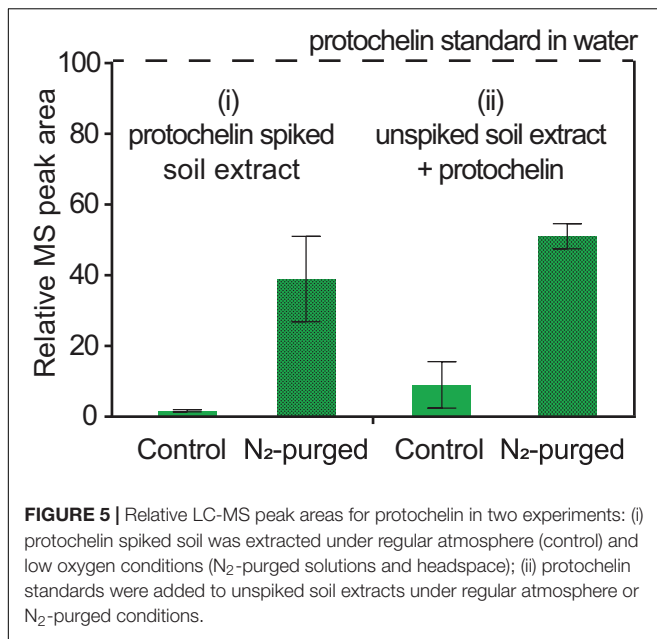 protochelin standard in water
100
80
60
40
20
0
Relative MS peak area
(i)
protochelin spiked
soil extract
(ii)
unspiked soil extract
+ protochelin
Control N₂-purged Control N₂-purged
FIGURE 5 | Relative LC-MS peak areas for protochelin in two experiments: (i)
protochelin spiked soil was extracted under regular atmosphere (control) and
low oxygen conditions (N₂-purged solutions and headspace); (ii) protochelin
standards were added to unspiked soil extracts under regular atmosphere or
N₂-purged conditions.